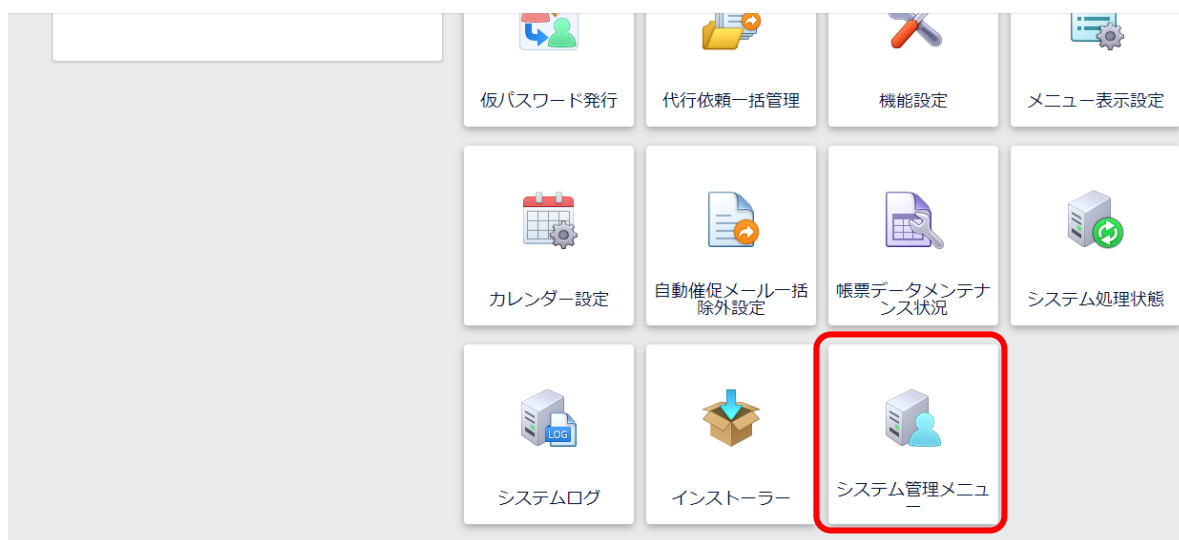 仮パスワード発行
代行依頼一括管理
機能設定
メニュー表示設定
カレンダー設定
自動催促メール一括
除外設定
帳票データメンテナ
ンス状況
システム処理状態
LOG
システムログ
インストーラー
システム管理メニュ
ー